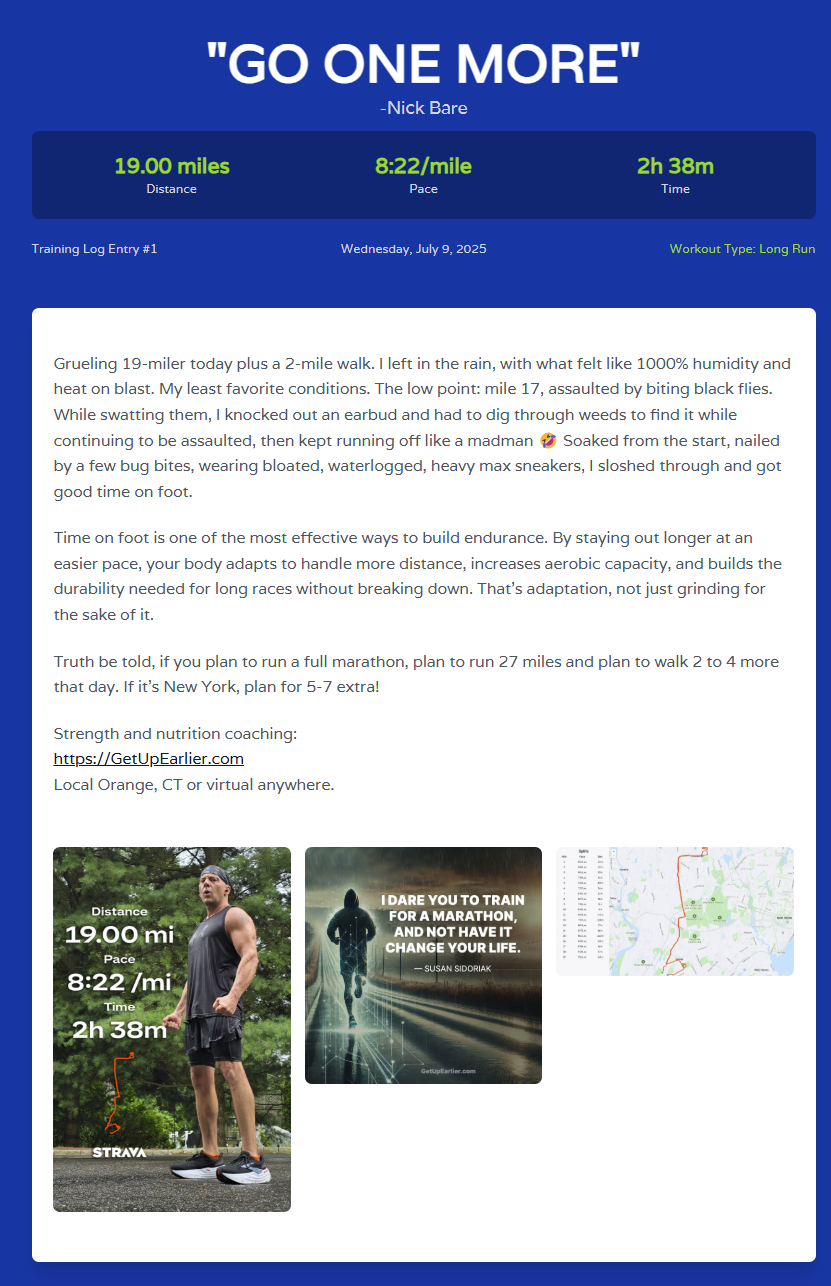 "GO ONE MORE"
-Nick Bare
19.00 miles
Distance
8:22/mile
Pace
2h 38m
Time
Training Log Entry #1
Wednesday, July 9, 2025
Workout Type: Long Run
Grueling 19-miler today plus a 2-mile walk. I left in the rain, with what felt like 1000% humidity and
heat on blast. My least favorite conditions. The low point: mile 17, assaulted by biting black flies.
While swatting them, I knocked out an earbud and had to dig through weeds to find it while
continuing to be assaulted, then kept running off like a madman 🤣 Soaked from the start, nailed
by a few bug bites, wearing bloated, waterlogged, heavy max sneakers, I sloshed through and got
good time on foot.
Time on foot is one of the most effective ways to build endurance. By staying out longer at an
easier pace, your body adapts to handle more distance, increases aerobic capacity, and builds the
durability needed for long races without breaking down. That's adaptation, not just grinding for
the sake of it.
Truth be told, if you plan to run a full marathon, plan to run 27 miles and plan to walk 2 to 4 more
that day. If it's New York, plan for 5-7 extra!
Strength and nutrition coaching:
https://GetUpEarlier.com
Local Orange, CT or virtual anywhere.
Distance
19.00 mi
Pace
8:22 /mi
Time
2h 38m
STRAVA
I DARE YOU TO TRAIN
FOR A MARATHON,
AND NOT HAVE IT
CHANGE YOUR LIFE.
— SUSAN SIDORIAK
GetUpEartlier.com
Splits